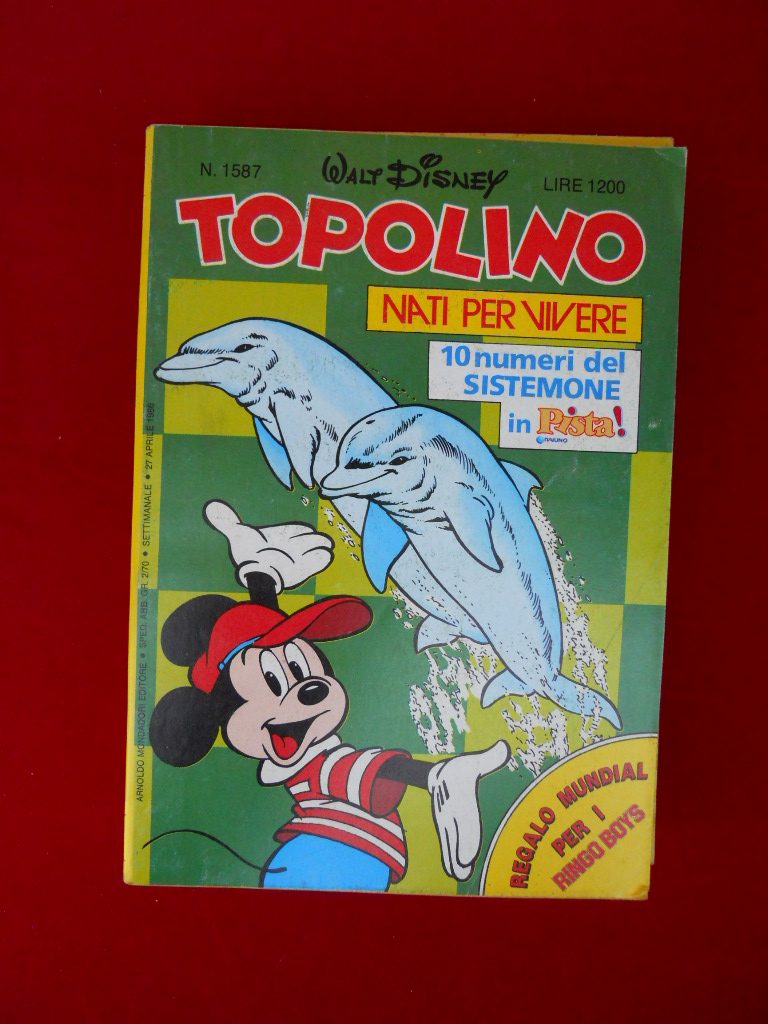 N. 1587
WALT DISNEY
LIRE 1200
TOPOLINO
NATI PER VIVERE
10 numeri del
SISTEMONE
in Pista!
RAIUNO
ARNOLDO MONDADORI EDITORE • SPED. ABB. GR. 2/70 • SETTIMANALE • 27 APRILE 1986
REGALO MUNDIAL
PER I
RINGO BOYS